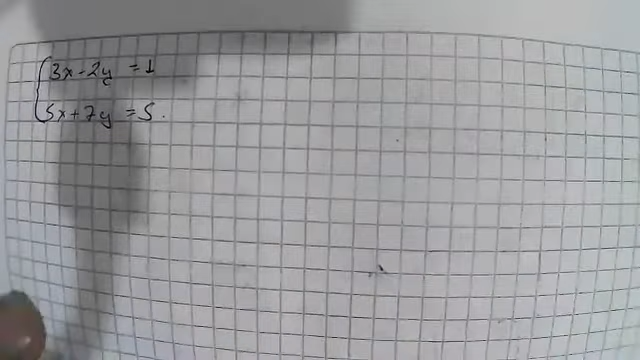 3x - 2y = 1
5x + 7y = 5.